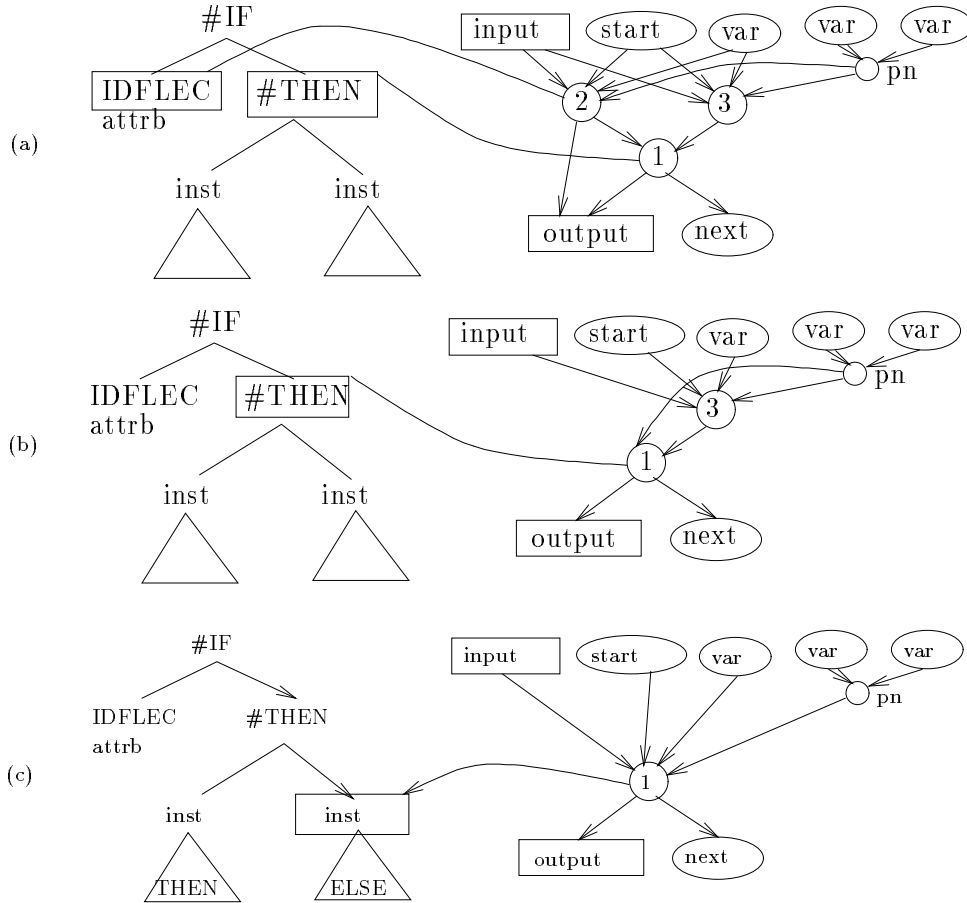 #IF
input
start
var
var
var
IDFLEC
#THEN
attrb
pn
2
3
(a)
1
inst
inst
output
next
#IF
input
start
var
var
var
IDFLEC
#THEN
attrb
pn
3
(b)
1
inst
inst
output
next
#IF
input
start
var
var
var
IDFLEC
#THEN
attrb
pn
(c)
1
inst
inst
output
next
THEN
ELSE